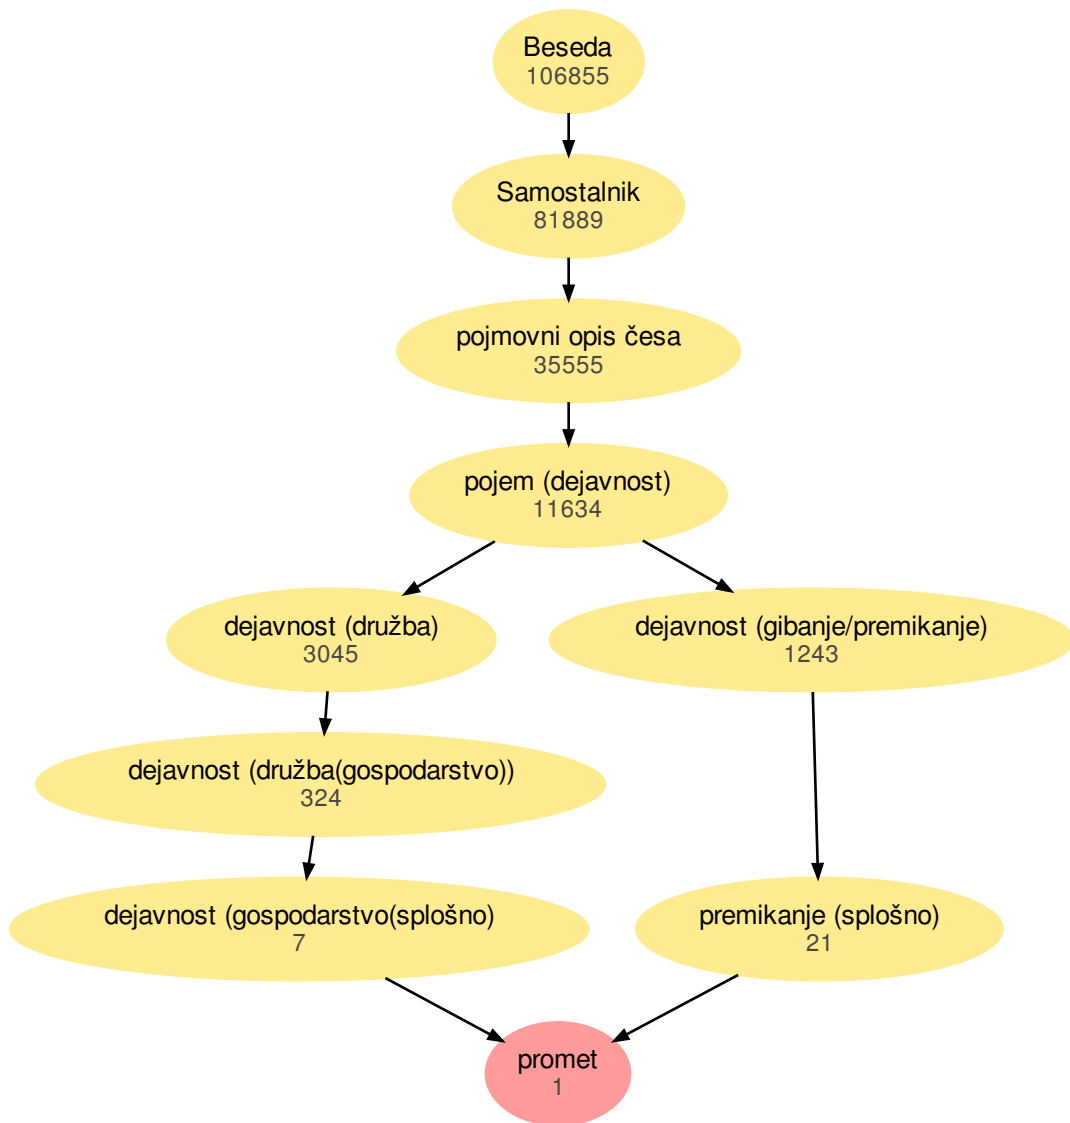 Beseda
106855
Samostalnik
81889
pojmovni opis česa
35555
pojem (dejavnost)
11634
dejavnost (družba)
3045
dejavnost (gibanje/premikanje)
1243
dejavnost (družba(gospodarstvo))
324
dejavnost (gospodarstvo(splošno)
7
premikanje (splošno)
21
promet
1